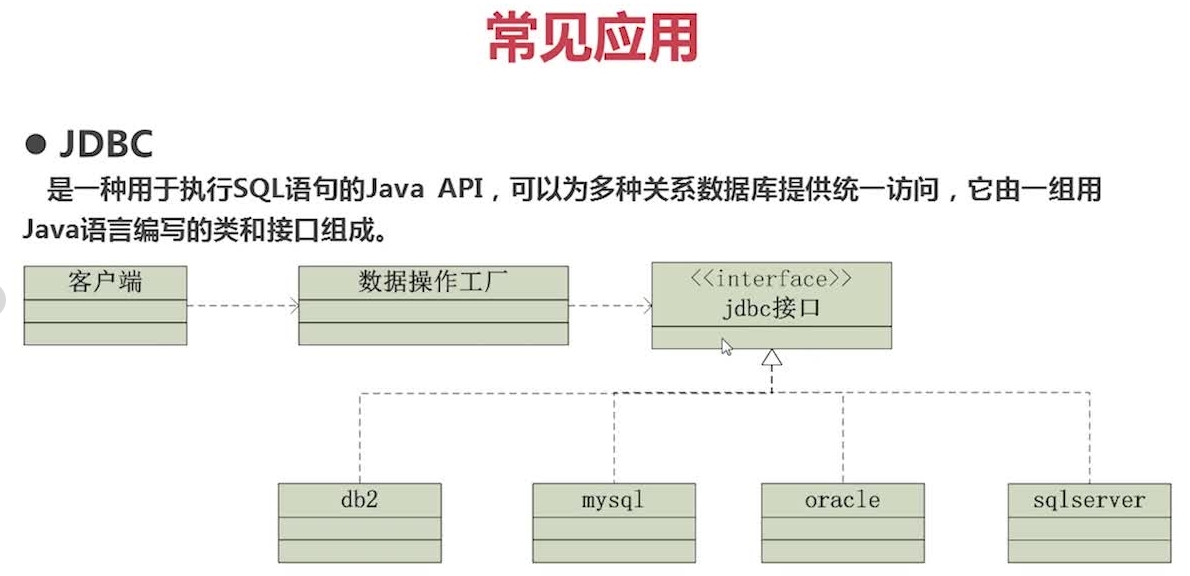 常见应用
● JDBC
是一种用于执行SQL语句的Java API，可以为多种关系数据库提供统一访问，它由一组用
Java语言编写的类和接口组成。
客户端
数据操作工厂
<<interface>>
jdbc接口
db2
mysql
oracle
sqlserver